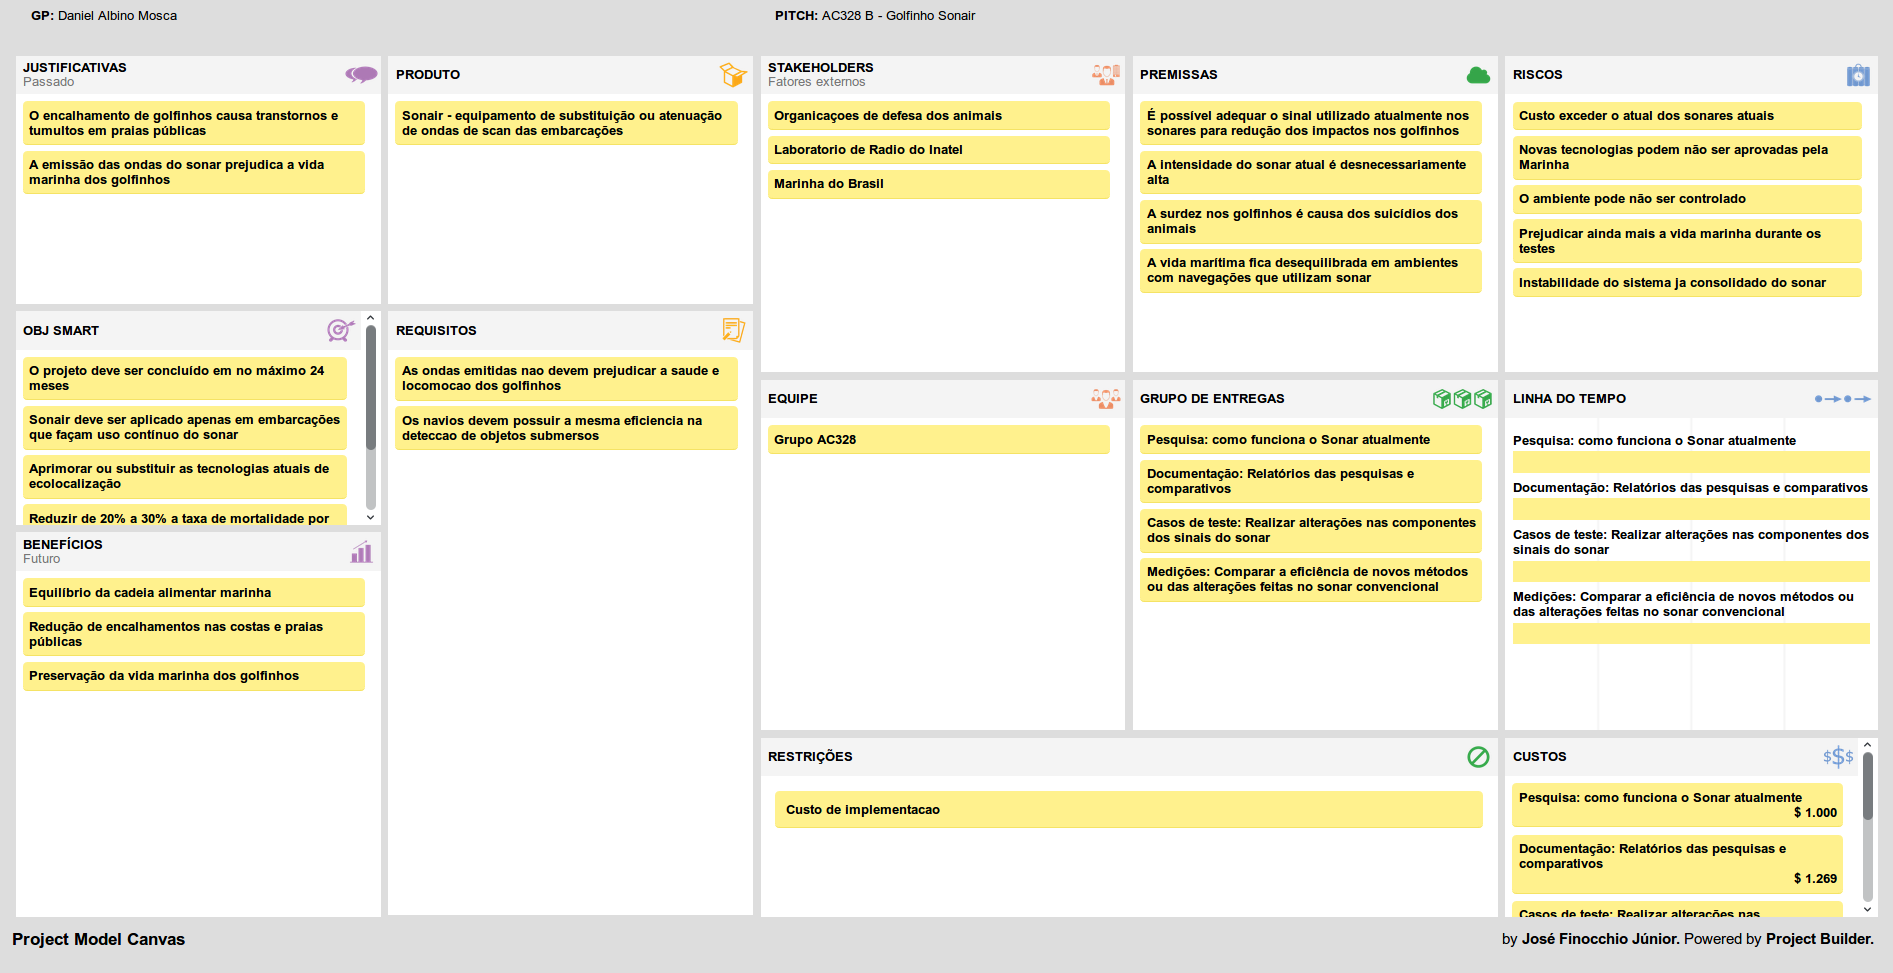 GP: Daniel Albino Mosca
PITCH: AC328 B - Golfinho Sonair
JUSTIFICATIVAS
Passado
O encalhamento de golfinhos causa transtornos e
tumultos em praias públicas
A emissão das ondas do sonar prejudica a vida
marinha dos golfinhos
PRODUTO
Sonair - equipamento de substituição ou atenuação
de ondas de scan das embarcações
STAKEHOLDERS
Fatores externos
Organicaçoes de defesa dos animais
Laboratorio de Radio do Inatel
Marinha do Brasil
PREMISSAS
É possível adequar o sinal utilizado atualmente nos
sonares para redução dos impactos nos golfinhos
A intensidade do sonar atual é desnecessariamente
alta
A surdez nos golfinhos é causa dos suicídios dos
animais
A vida marítima fica desequilibrada em ambientes
com navegações que utilizam sonar
RISCOS
Custo exceder o atual dos sonares atuais
Novas tecnologias podem não ser aprovadas pela
Marinha
O ambiente pode não ser controlado
Prejudicar ainda mais a vida marinha durante os
testes
Instabilidade do sistema ja consolidado do sonar
OBJ SMART
O projeto deve ser concluído em no máximo 24
meses
Sonair deve ser aplicado apenas em embarcações
que façam uso contínuo do sonar
Aprimorar ou substituir as tecnologias atuais de
ecolocalização
Reduzir de 20% a 30% a taxa de mortalidade por
REQUISITOS
As ondas emitidas nao devem prejudicar a saude e
locomocao dos golfinhos
Os navios devem possuir a mesma eficiencia na
deteccao de objetos submersos
BENEFÍCIOS
Futuro
Equilíbrio da cadeia alimentar marinha
Redução de encalhamentos nas costas e praias
públicas
Preservação da vida marinha dos golfinhos
EQUIPE
Grupo AC328
GRUPO DE ENTREGAS
Pesquisa: como funciona o Sonar atualmente
Documentação: Relatórios das pesquisas e
comparativos
Casos de teste: Realizar alterações nas componentes
dos sinais do sonar
Medições: Comparar a eficiência de novos métodos
ou das alterações feitas no sonar convencional
LINHA DO TEMPO
Pesquisa: como funciona o Sonar atualmente
Documentação: Relatórios das pesquisas e comparativos
Casos de teste: Realizar alterações nas componentes dos
sinais do sonar
Medições: Comparar a eficiência de novos métodos ou
das alterações feitas no sonar convencional
RESTRIÇÕES
Custo de implementacao
CUSTOS
$$$
Pesquisa: como funciona o Sonar atualmente
$ 1.000
Documentação: Relatórios das pesquisas e
comparativos
$ 1.269
Casos de teste: Realizar alterações nas
Project Model Canvas
by José Finocchio Júnior. Powered by Project Builder.